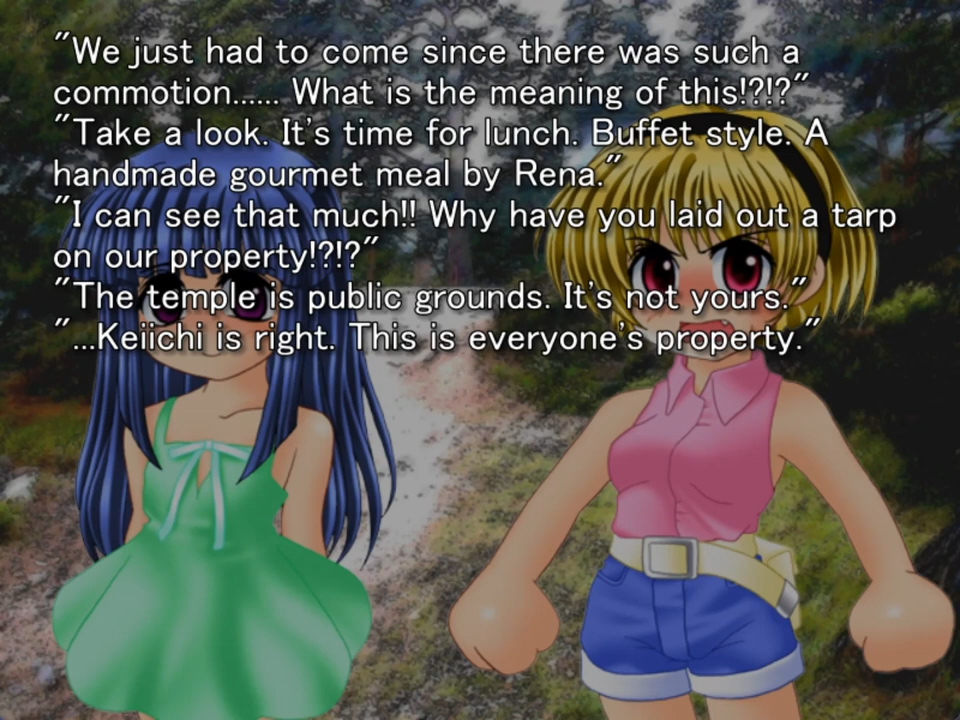 "We just had to come since there was such a
commotion...... What is the meaning of this!?!?"
"Take a look. It's time for lunch. Buffet style. A
handmade gourmet meal by Rena."
"I can see that much!! Why have you laid out a tarp
on our property!?!?"
"The temple is public grounds. It's not yours."
"...Keiichi is right. This is everyone's property."